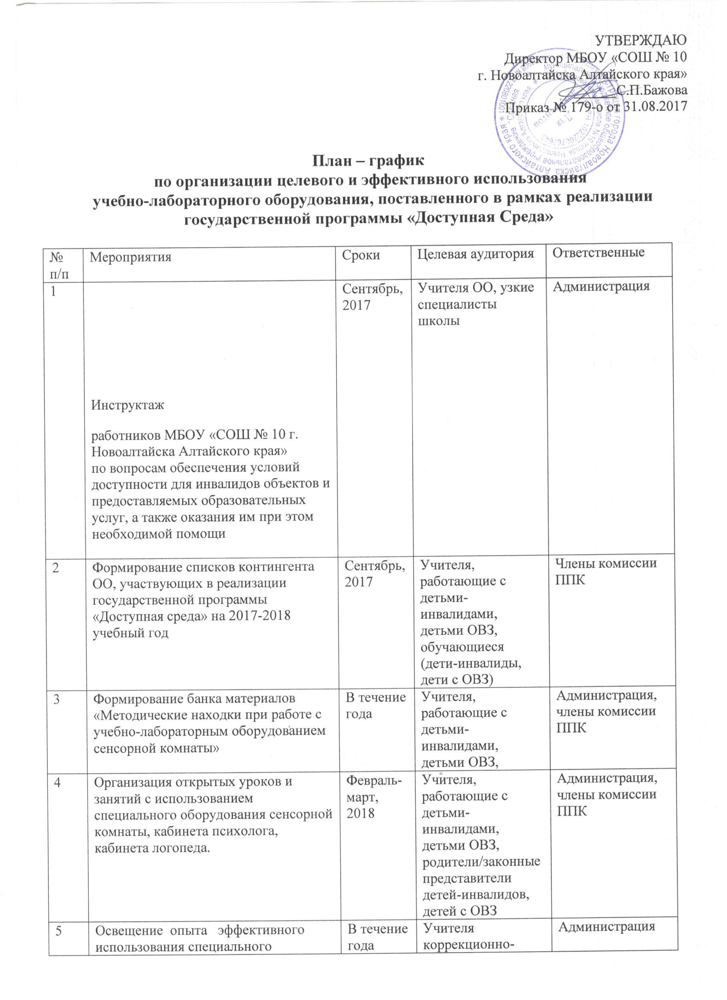 УТВЕРЖДАЮ
Директор МБОУ «СОШ № 10
г. Новоалтайска Алтайского края»
С.П.Бажова
Приказ № 179-о от 31.08.2017
План – график
по организации целевого и эффективного использования
учебно-лабораторного оборудования, поставленного в рамках реализации
государственной программы «Доступная Среда»
№
п/п
Мероприятия
Сроки
Целевая аудитория
Ответственные
1
Инструктаж
работников МБОУ «СОШ № 10 г.
Новоалтайска Алтайского края»
по вопросам обеспечения условий
доступности для инвалидов объектов и
предоставляемых образовательных
услуг, а также оказания им при этом
необходимой помощи
Сентябрь,
2017
Учителя ОО, узкие
специалисты
школы
Администрация
2
Формирование списков контингента
ОО, участвующих в реализации
государственной программы
«Доступная среда» на 2017-2018
учебный год
Сентябрь,
2017
Учителя,
работающие с
детьми-
инвалидами,
детьми ОВЗ,
обучающиеся
(дети-инвалиды,
дети с ОВЗ)
Члены комиссии
ППК
3
Формирование банка материалов
«Методические находки при работе с
учебно-лабораторным оборудованием
сенсорной комнаты»
В течение
года
Учителя,
работающие с
детьми-
инвалидами,
детьми ОВЗ,
Администрация,
члены комиссии
ППК
4
Организация открытых уроков и
занятий с использованием
специального оборудования сенсорной
комнаты, кабинета психолога,
кабинета логопеда.
Февраль-
март,
2018
Учителя,
работающие с
детьми-
инвалидами,
детьми ОВЗ,
родители/законные
представители
детей-инвалидов,
детей с ОВЗ
Администрация,
члены комиссии
ППК
5
Освещение опыта эффективного
использования специального
В течение
года
Учителя
коррекционно-
Администрация